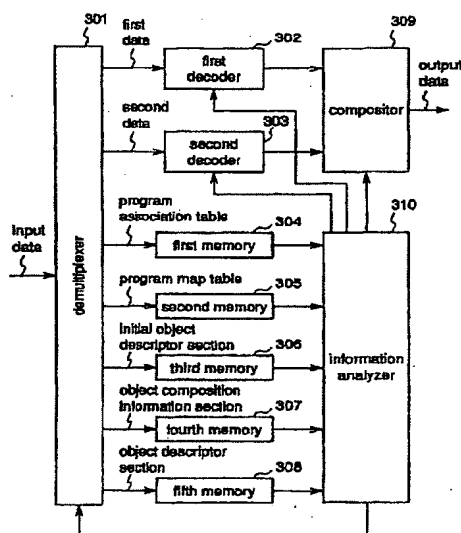 301
302
309
first
data
first
decoder
output
data
second
data
303
second
decoder
compositor
310
Input
data
demultiplexer
program
association table
304
first memory
program map table
305
second memory
initial object
descriptor section
306
third memory
information
analyzer
object composition
information section
307
fourth memory
object descriptor
section
308
fifth memory